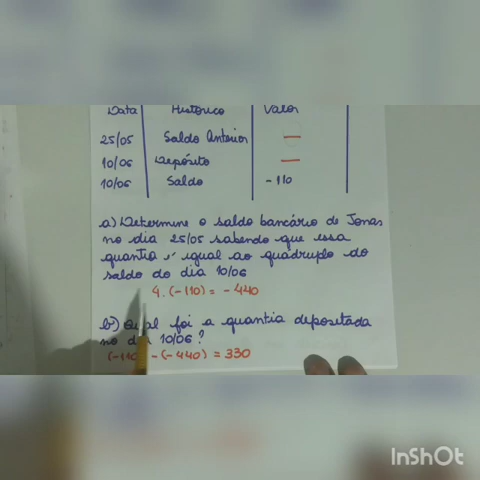 Data Histórico Valor
25/05 Saldo Anterior —
10/06 Depósito —
10/06 Saldo -110
a) Determine o saldo bancário de Jonas
no dia 25/05 sabendo que essa
quantia é igual ao quádruplo do
saldo do dia 10/06
4.(-110) = -440
b) Qual foi a quantia depositada
no dia 10/06?
(-110) - (-440) = 330
InShOt